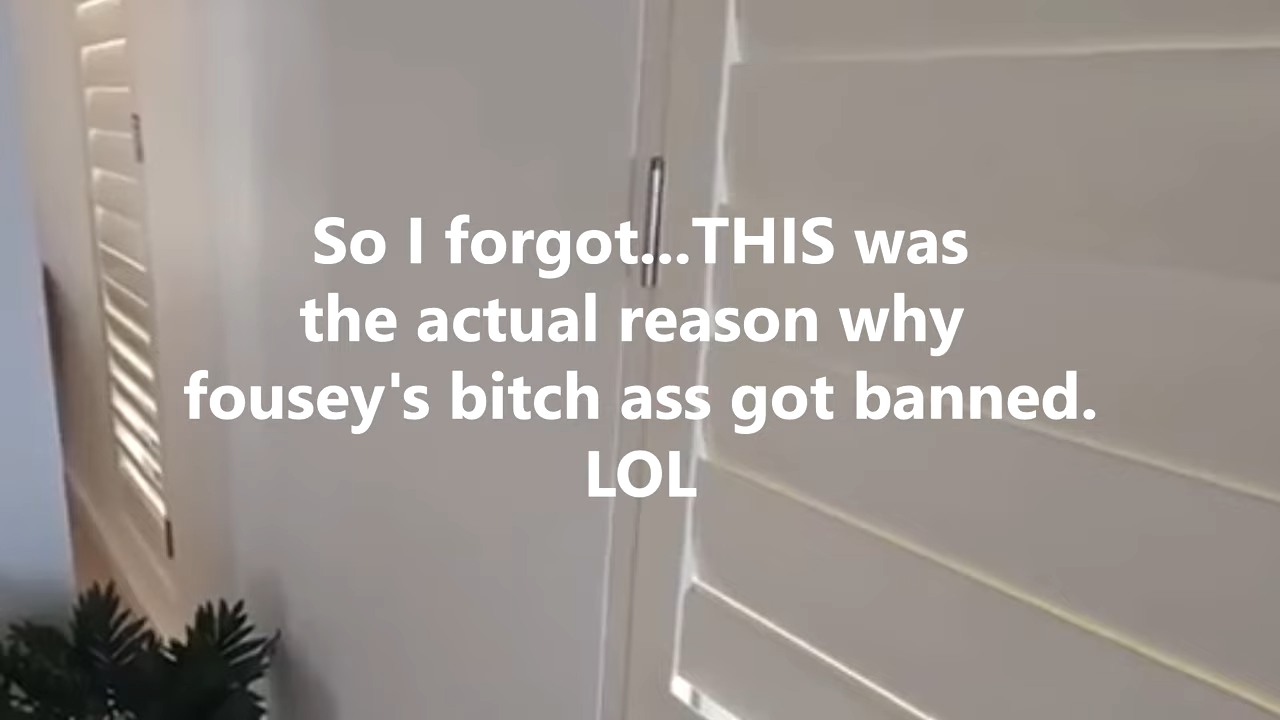 So I forgot...THIS was
the actual reason why
fousey's bitch ass got banned.
LOL